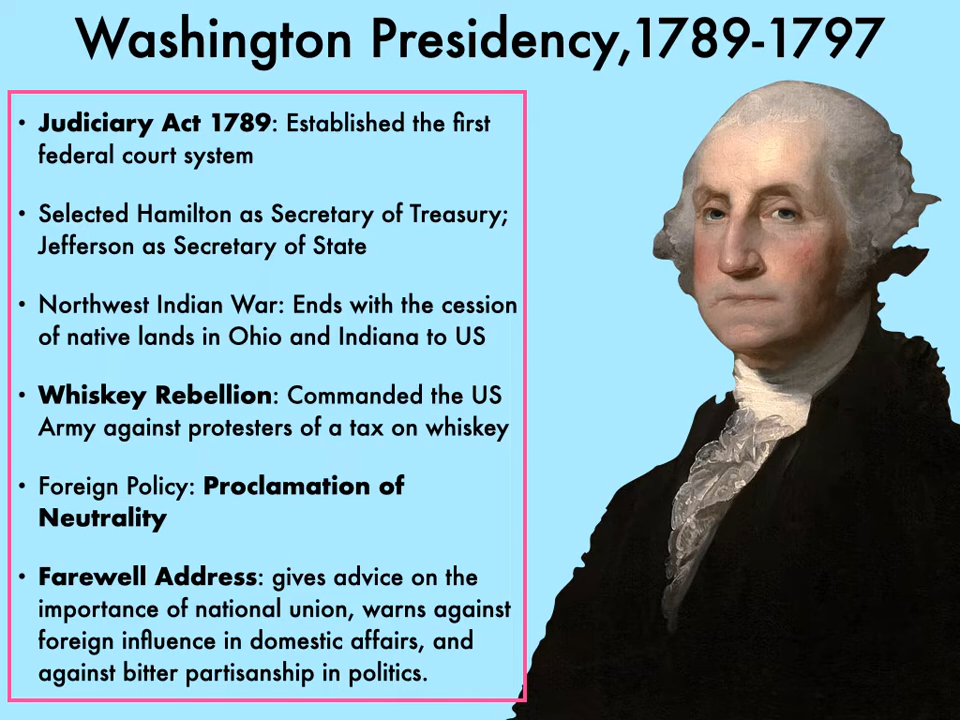 Washington Presidency,1789-1797
• Judiciary Act 1789: Established the first
federal court system
• Selected Hamilton as Secretary of Treasury;
Jefferson as Secretary of State
• Northwest Indian War: Ends with the cession
of native lands in Ohio and Indiana to US
• Whiskey Rebellion: Commanded the US
Army against protesters of a tax on whiskey
• Foreign Policy: Proclamation of
Neutrality
• Farewell Address: gives advice on the
importance of national union, warns against
foreign influence in domestic affairs, and
against bitter partisanship in politics.